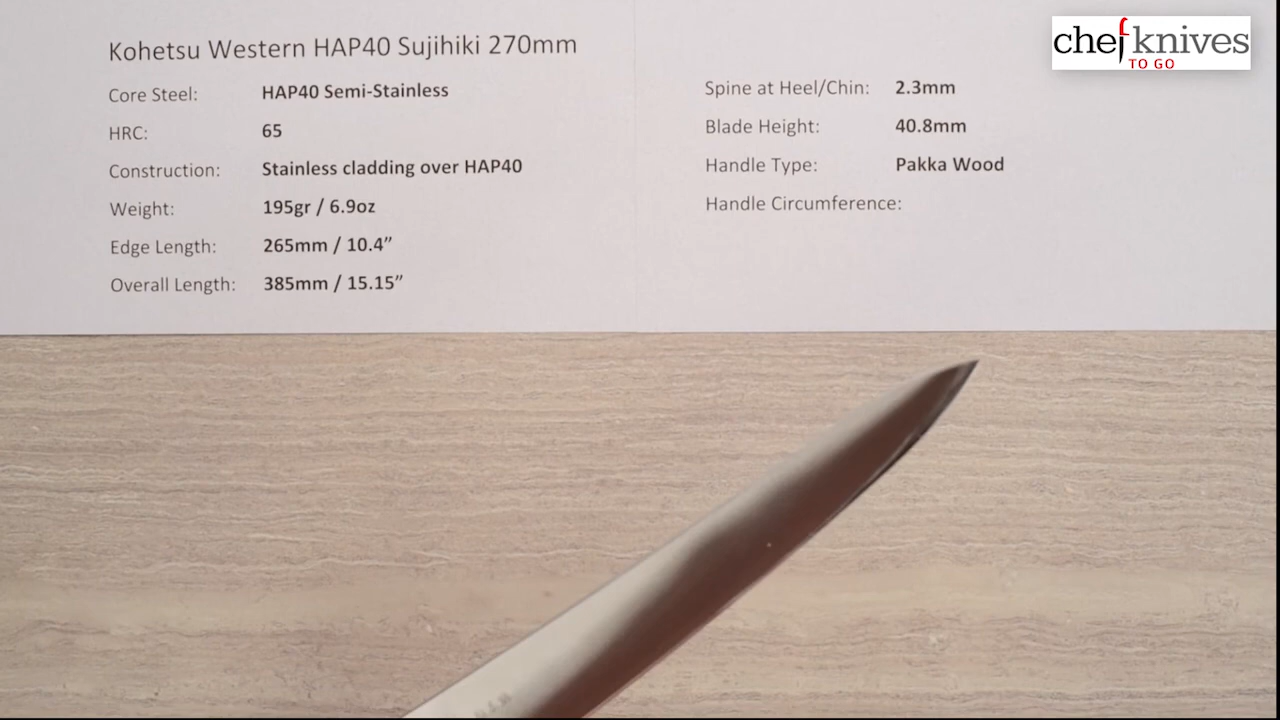 Kohetsu Western HAP40 Sujihiki 270mm
Core Steel: HAP40 Semi-Stainless
HRC: 65
Construction: Stainless cladding over HAP40
Weight: 195gr / 6.9oz
Edge Length: 265mm / 10.4”
Overall Length: 385mm / 15.15”
Spine at Heel/Chin: 2.3mm
Blade Height: 40.8mm
Handle Type: Pakka Wood
Handle Circumference:
chefknives
TO GO